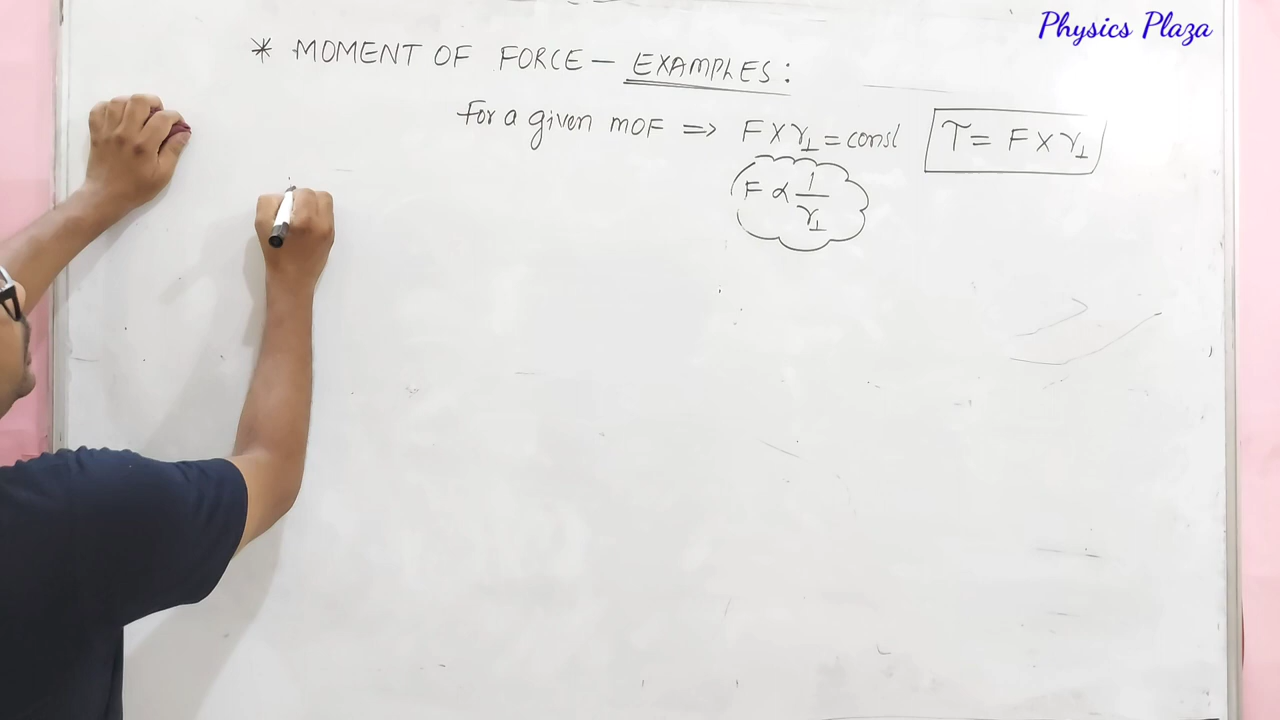 Physics Plaza
* MOMENT OF FORCE – EXAMPLES :
For a given MOF => F X r⊥ = const
τ = F X r⊥
F ∝ 1/r⊥